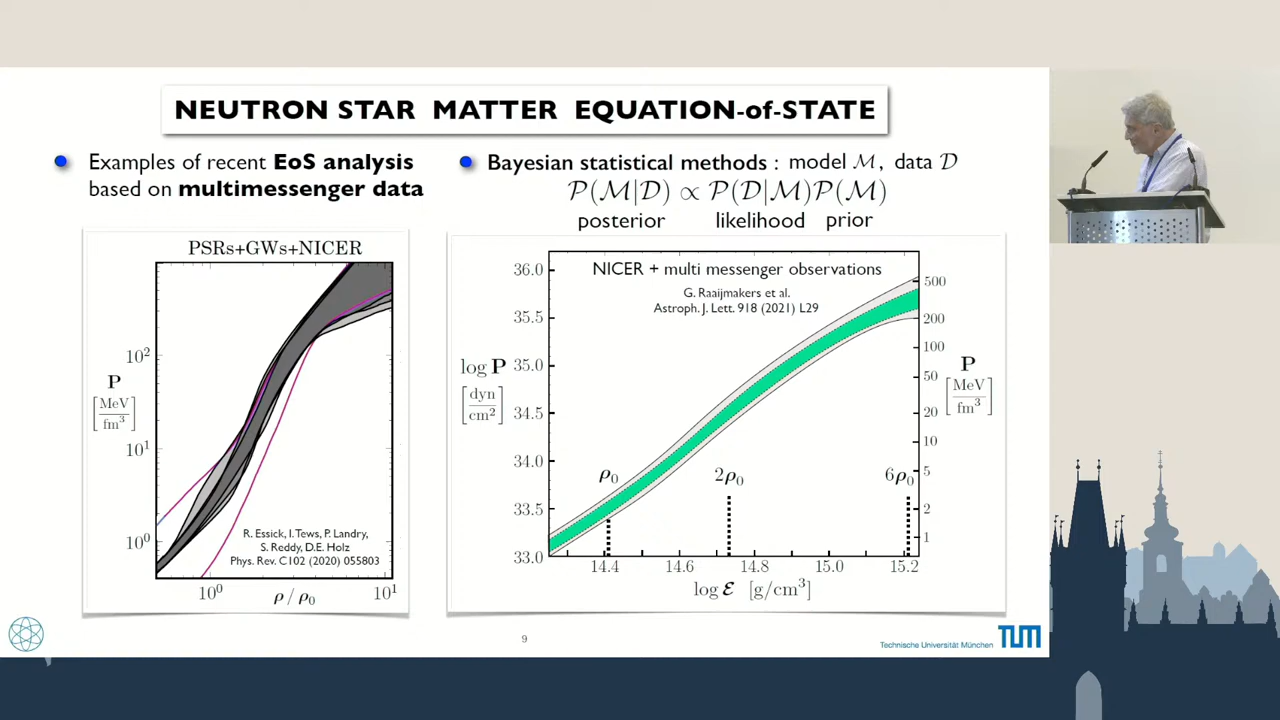 NEUTRON STAR MATTER EQUATION-of-STATE
Examples of recent EoS analysis
based on multimessenger data
Bayesian statistical methods : model ℳ, data 𝒟
𝒫(ℳ|𝒟) ∝ 𝒫(𝒟|ℳ)𝒫(ℳ)
posterior likelihood prior
PSRs+GWs+NICER
10²
10¹
10⁰
P
[MeV/fm³]
R. Essick, I. Tews, P. Landry,
S. Reddy, D.E. Holz
Phys. Rev. C102 (2020) 055803
10⁰ 10¹
ρ / ρ₀
NICER + multi messenger observations
G. Raaijmakers et al.
Astroph. J. Lett. 918 (2021) L29
log P
[dyn/cm²]
36.0
35.5
35.0
34.5
34.0
33.5
33.0
ρ₀ 2ρ₀ 6ρ₀
500
200
100
50
20
10
5
2
1
P
[MeV/fm³]
14.4 14.6 14.8 15.0 15.2
log ℰ [g/cm³]
9
Technische Universität München
TUM